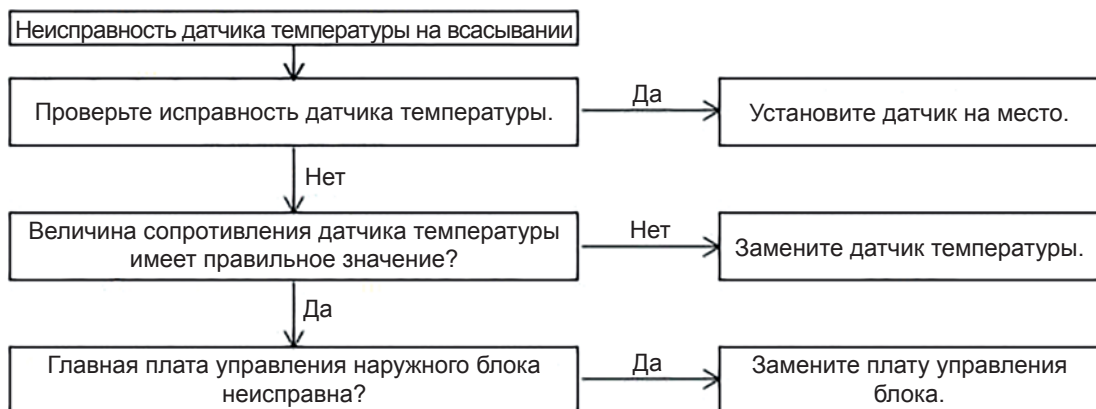 Неисправность датчика температуры на всасывании
Проверьте исправность датчика температуры.
Да
Установите датчик на место.
Нет
Величина сопротивления датчика температуры
имеет правильное значение?
Нет
Замените датчик температуры.
Да
Главная плата управления наружного блока
неисправна?
Да
Замените плату управления
блока.